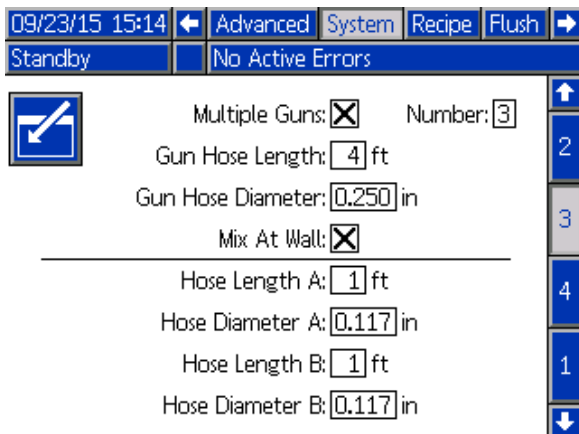 09/23/15 15:14 Advanced System Recipe Flush
Standby No Active Errors
Multiple Guns: Number: 3
Gun Hose Length: 4 ft
Gun Hose Diameter: 0.250 in
Mix At Wall:
Hose Length A: 1 ft
Hose Diameter A: 0.117 in
Hose Length B: 1 ft
Hose Diameter B: 0.117 in
2
3
4
1